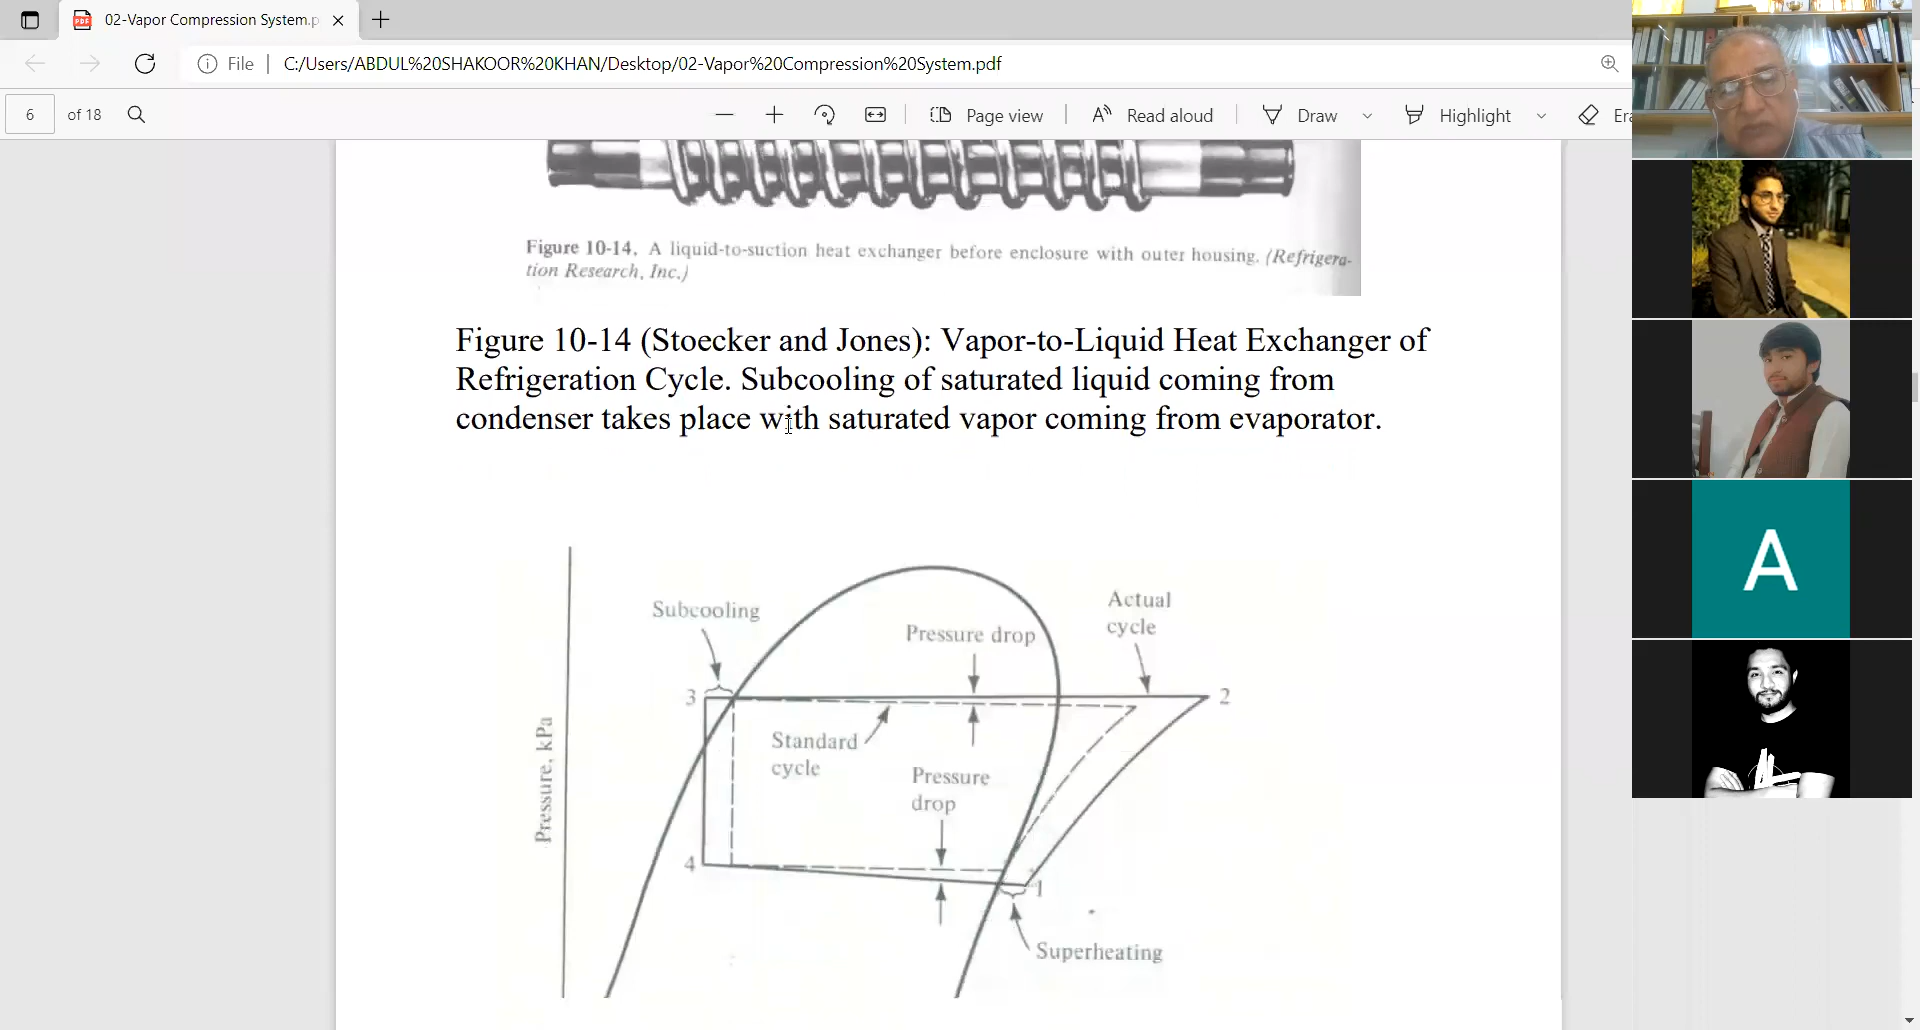 02-Vapor Compression System.p
File
C:/Users/ABDUL%20SHAKOOR%20KHAN/Desktop/02-Vapor%20Compression%20System.pdf
6 of 18
Page view
Read aloud
Draw
Highlight
Era
Figure 10-14. A liquid-to-suction heat exchanger before enclosure with outer housing. (Refrigera-
tion Research, Inc.)
Figure 10-14 (Stoecker and Jones): Vapor-to-Liquid Heat Exchanger of
Refrigeration Cycle. Subcooling of saturated liquid coming from
condenser takes place with saturated vapor coming from evaporator.
Subcooling
Actual
cycle
Pressure drop
3
2
Standard
cycle
Pressure
drop
Pressure, kPa
4
1
Superheating
A